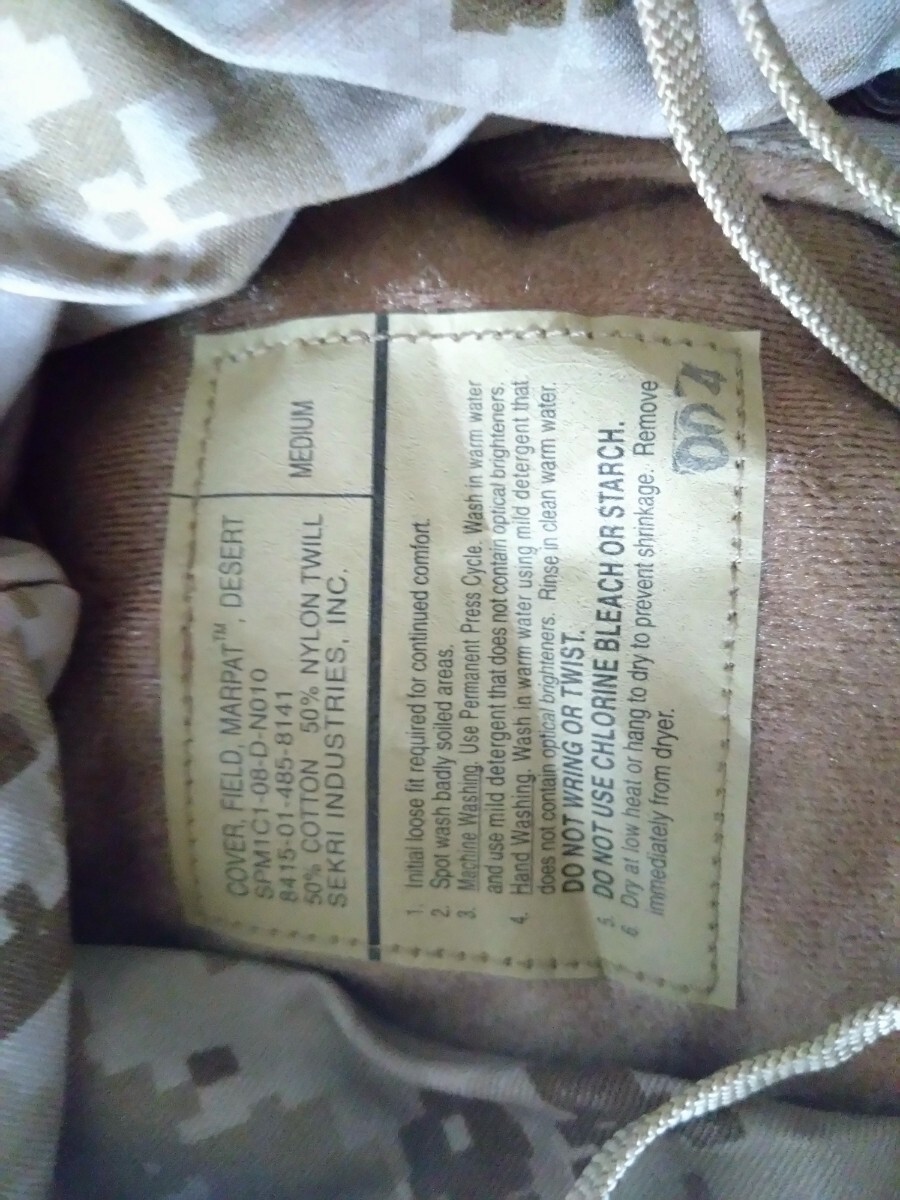 COVER, FIELD, MARPAT™, DESERT
SPM1C1-08-D-N010
8415-01-485-8141
50% COTTON 50% NYLON TWILL
SEKRI INDUSTRIES, INC.
MEDIUM
1. Initial loose fit required for continued comfort.
2. Spot wash badly soiled areas.
3. Machine Washing. Use Permanent Press Cycle. Wash in warm water
and use mild detergent that does not contain optical brighteners.
4. Hand Washing. Wash in warm water using mild detergent that
does not contain optical brighteners. Rinse in clean warm water.
DO NOT WRING OR TWIST.
5. DO NOT USE CHLORINE BLEACH OR STARCH.
6. Dry at low heat or hang to dry to prevent shrinkage. Remove
immediately from dryer.
007